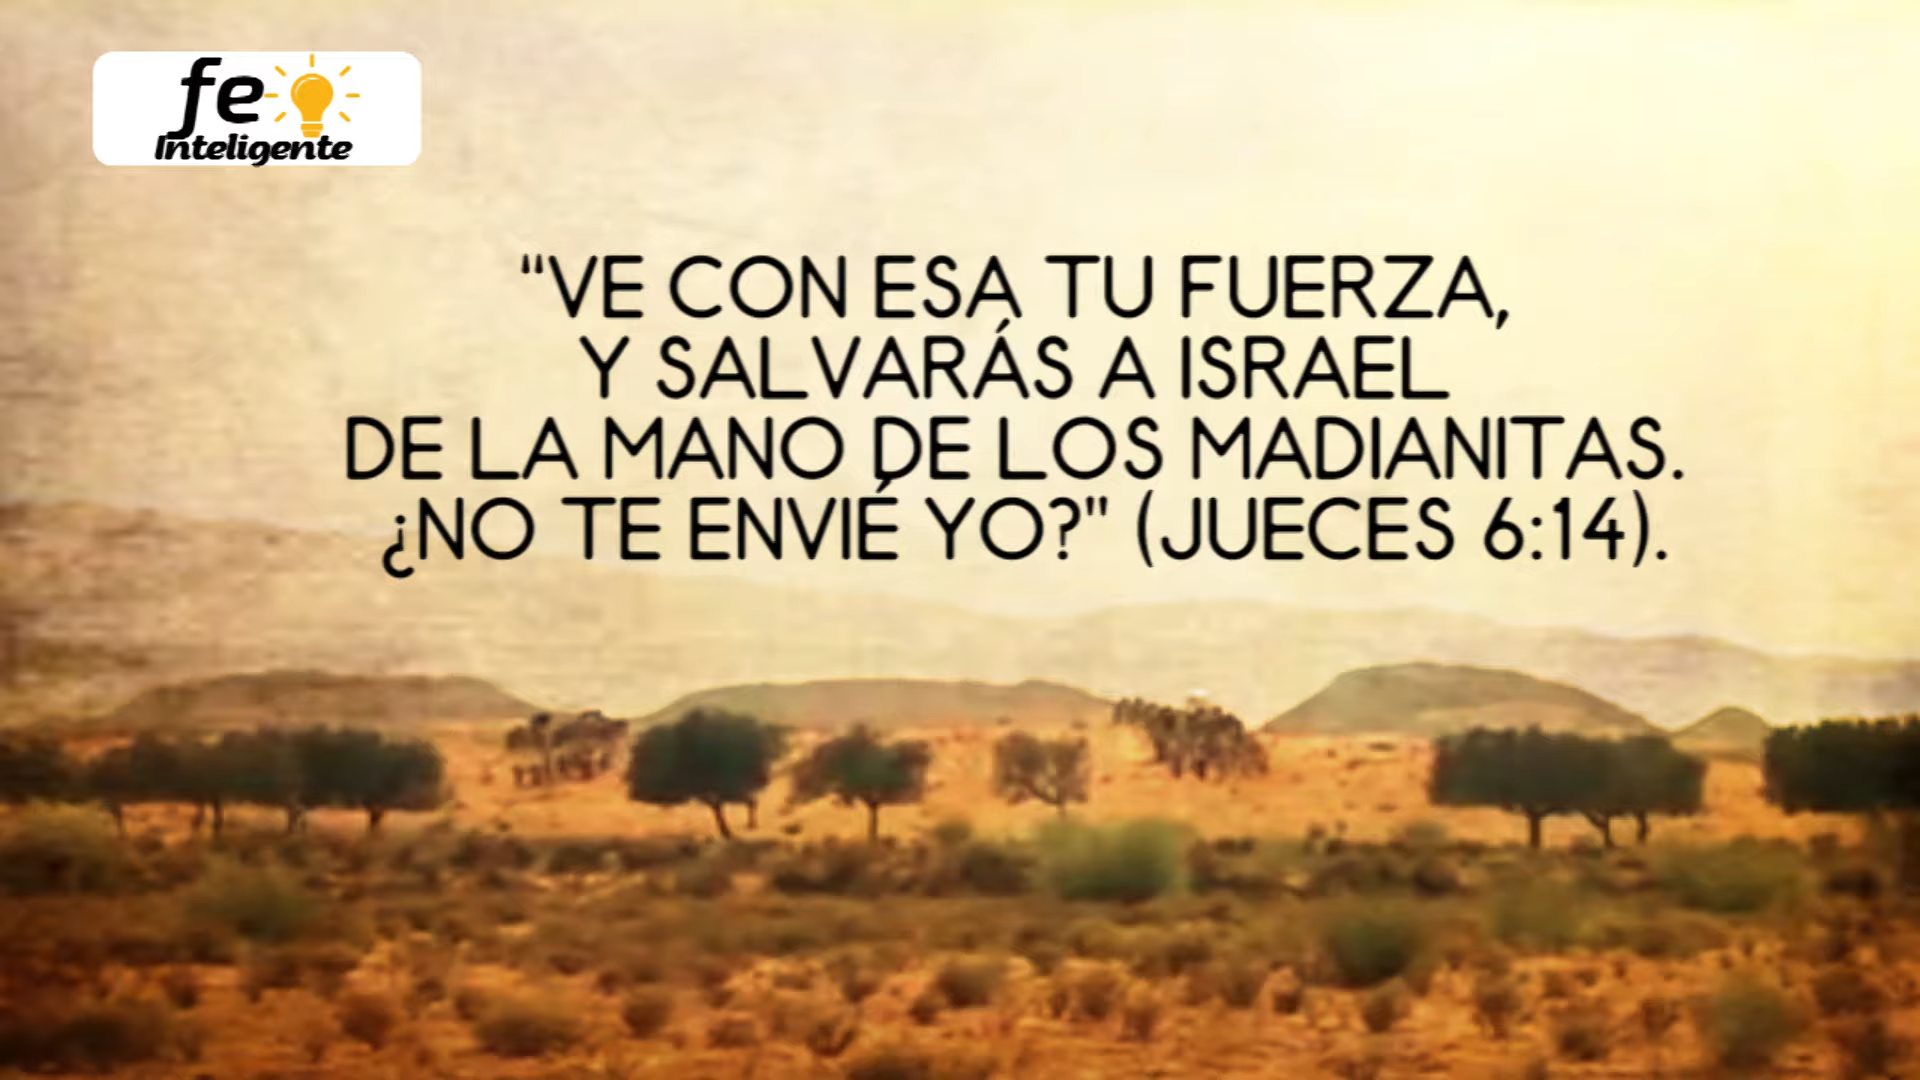 fe
Inteligente
"VE CON ESA TU FUERZA,
Y SALVARÁS A ISRAEL
DE LA MANO DE LOS MADIANITAS.
¿NO TE ENVIÉ YO?" (JUECES 6:14).